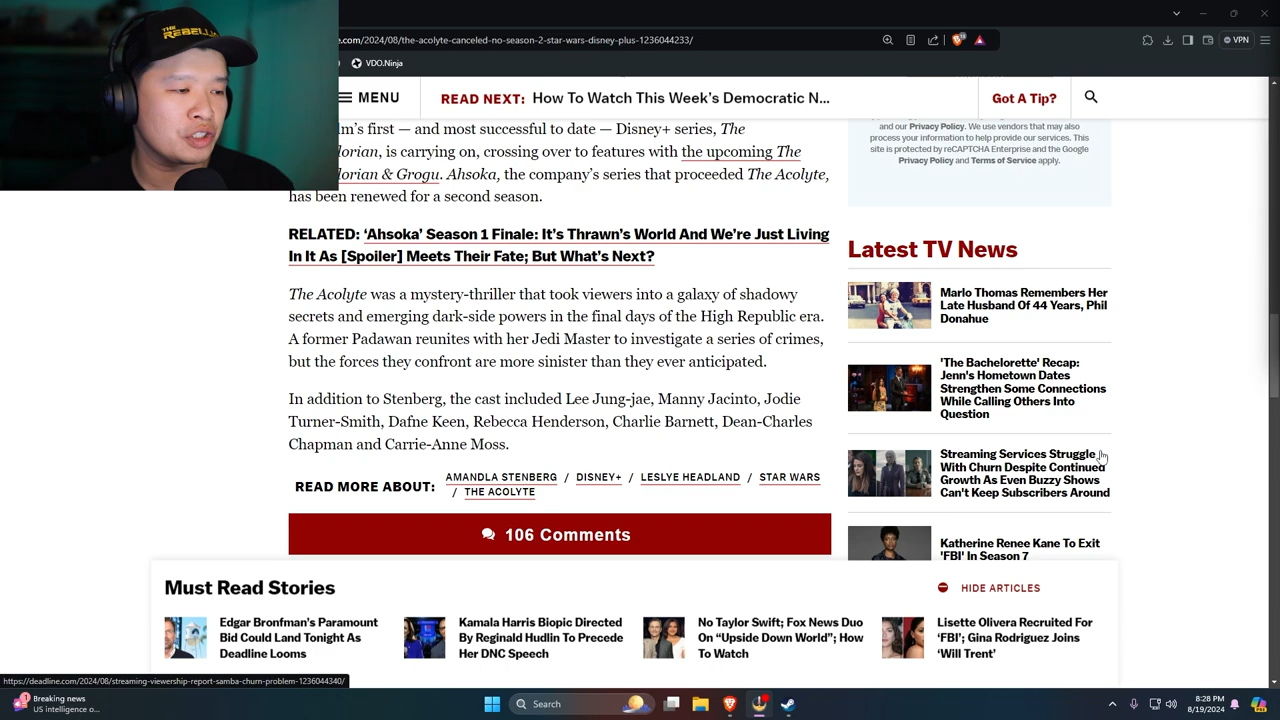 THE
REBELLI
e.com/2024/08/the-acolyte-canceled-no-season-2-star-wars-disney-plus-1236044233/
VPN
VDO.Ninja
MENU
READ NEXT: How To Watch This Week's Democratic N...
Got A Tip?
and our Privacy Policy. We use vendors that may also
process your information to help provide our services. This
site is protected by reCAPTCHA Enterprise and the Google
Privacy Policy and Terms of Service apply.
lm's first — and most successful to date — Disney+ series, The
lorian, is carrying on, crossing over to features with the upcoming The
lorian & Grogu. Ahsoka, the company's series that proceeded The Acolyte,
has been renewed for a second season.
RELATED: 'Ahsoka' Season 1 Finale: It's Thrawn's World And We're Just Living
In It As [Spoiler] Meets Their Fate; But What's Next?
The Acolyte was a mystery-thriller that took viewers into a galaxy of shadowy
secrets and emerging dark-side powers in the final days of the High Republic era.
A former Padawan reunites with her Jedi Master to investigate a series of crimes,
but the forces they confront are more sinister than they ever anticipated.
In addition to Stenberg, the cast included Lee Jung-jae, Manny Jacinto, Jodie
Turner-Smith, Dafne Keen, Rebecca Henderson, Charlie Barnett, Dean-Charles
Chapman and Carrie-Anne Moss.
READ MORE ABOUT:
AMANDLA STENBERG / DISNEY+ / LESLYE HEADLAND / STAR WARS
/ THE ACOLYTE
106 Comments
Latest TV News
Marlo Thomas Remembers Her
Late Husband Of 44 Years, Phil
Donahue
'The Bachelorette' Recap:
Jenn's Hometown Dates
Strengthen Some Connections
While Calling Others Into
Question
Streaming Services Struggle
With Churn Despite Continued
Growth As Even Buzzy Shows
Can't Keep Subscribers Around
Katherine Renee Kane To Exit
'FBI' In Season 7
Must Read Stories
HIDE ARTICLES
Edgar Bronfman's Paramount
Bid Could Land Tonight As
Deadline Looms
Kamala Harris Biopic Directed
By Reginald Hudlin To Precede
Her DNC Speech
No Taylor Swift; Fox News Duo
On "Upside Down World"; How
To Watch
Lisette Olivera Recruited For
'FBI'; Gina Rodriguez Joins
'Will Trent'
https://deadline.com/2024/08/streaming-viewership-report-samba-churn-problem-1236044340/
Breaking news
US intelligence o...
Search
8:28 PM
8/19/2024